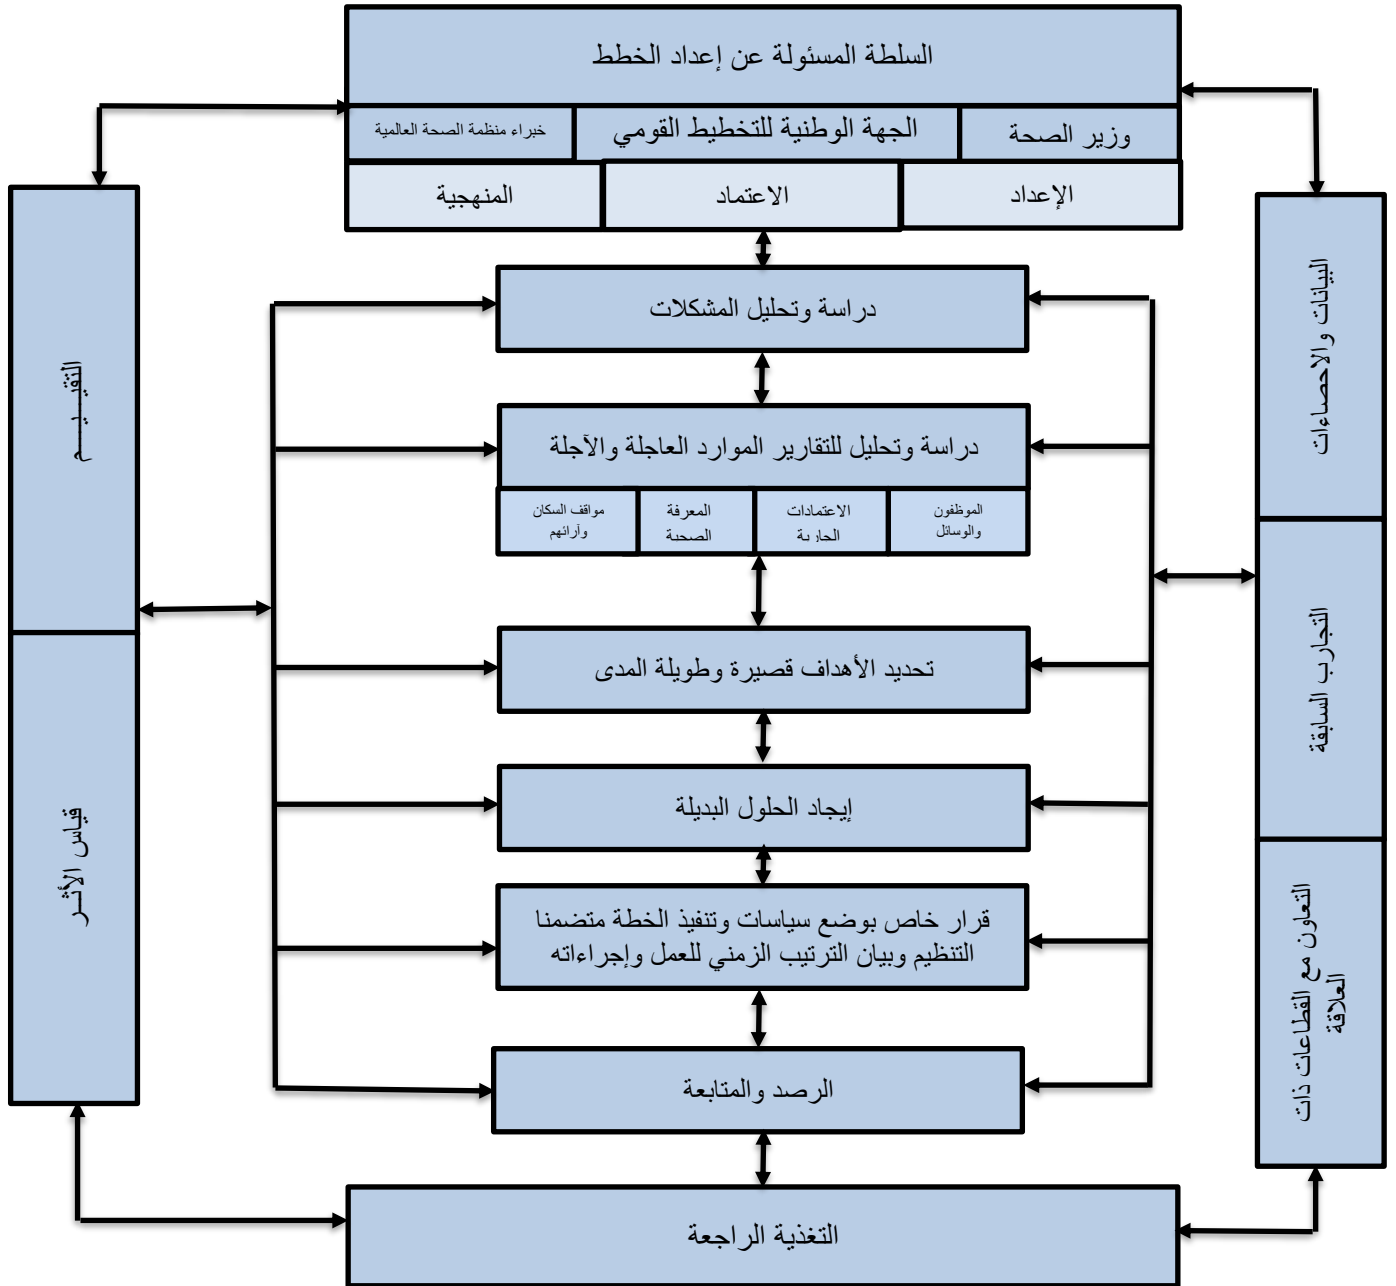 السلطة المسئولة عن إعداد الخطط
وزير الصحة
الجهة الوطنية للتخطيط القومي
خبراء منظمة الصحة العالمية
الإعداد
الاعتماد
المنهجية
البيانات والاحصاءات
التجارب السابقة
التعاون مع القطاعات ذات
العلاقة
دراسة وتحليل المشكلات
دراسة وتحليل للتقارير الموارد العاجلة والآجلة
الموظفون
والوسائل
الاعتمادات
الجارية
المعرفة
الصحية
مواقف السكان
وآرائهم
تحديد الأهداف قصيرة وطويلة المدى
إيجاد الحلول البديلة
قرار خاص بوضع سياسات وتنفيذ الخطة متضمنا
التنظيم وبيان الترتيب الزمني للعمل وإجراءاته
الرصد والمتابعة
التقيـــيـــــم
قياس الأثـــر
التغذية الراجعة